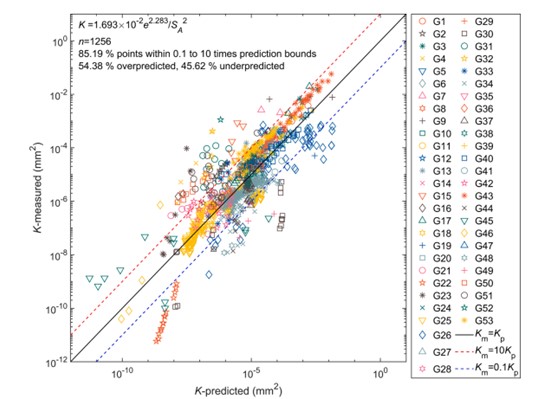 K =1.693×10⁻²e^2.283/S_A²
n=1256
85.19 % points within 0.1 to 10 times prediction bounds
54.38 % overpredicted, 45.62 % underpredicted
10⁰
10⁻²
10⁻⁴
10⁻⁶
10⁻⁸
10⁻¹⁰
10⁻¹²
K-measured (mm²)
10⁻¹⁰
10⁻⁵
10⁰
K-predicted (mm²)
G1 G29
G2 G30
G3 G31
G4 G32
G5 G33
G6 G34
G7 G35
G8 G36
G9 G37
G10 G38
G11 G39
G12 G40
G13 G41
G14 G42
G15 G43
G16 G44
G17 G45
G18 G46
G19 G47
G20 G48
G21 G49
G22 G50
G23 G51
G24 G52
G25 G53
G26 K_m=K_p
G27 K_m=10K_p
G28 K_m=0.1K_p